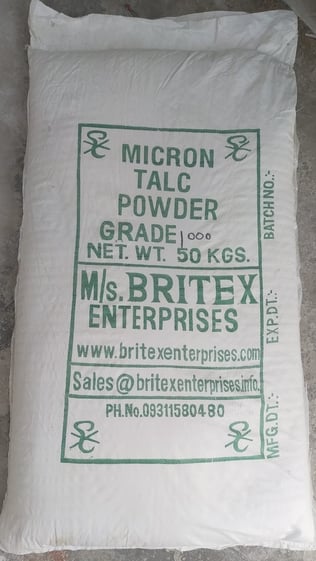 MICRON
TALC
POWDER
GRADE 1000
NET. WT. 50 KGS.
M/s. BRITEX
ENTERPRISES
www.britexenterprises.com
Sales@britexenterprises.info.
PH.No.09311580480
BATCH NO.:-
EXP.DT.:-
MFG.DT.:-